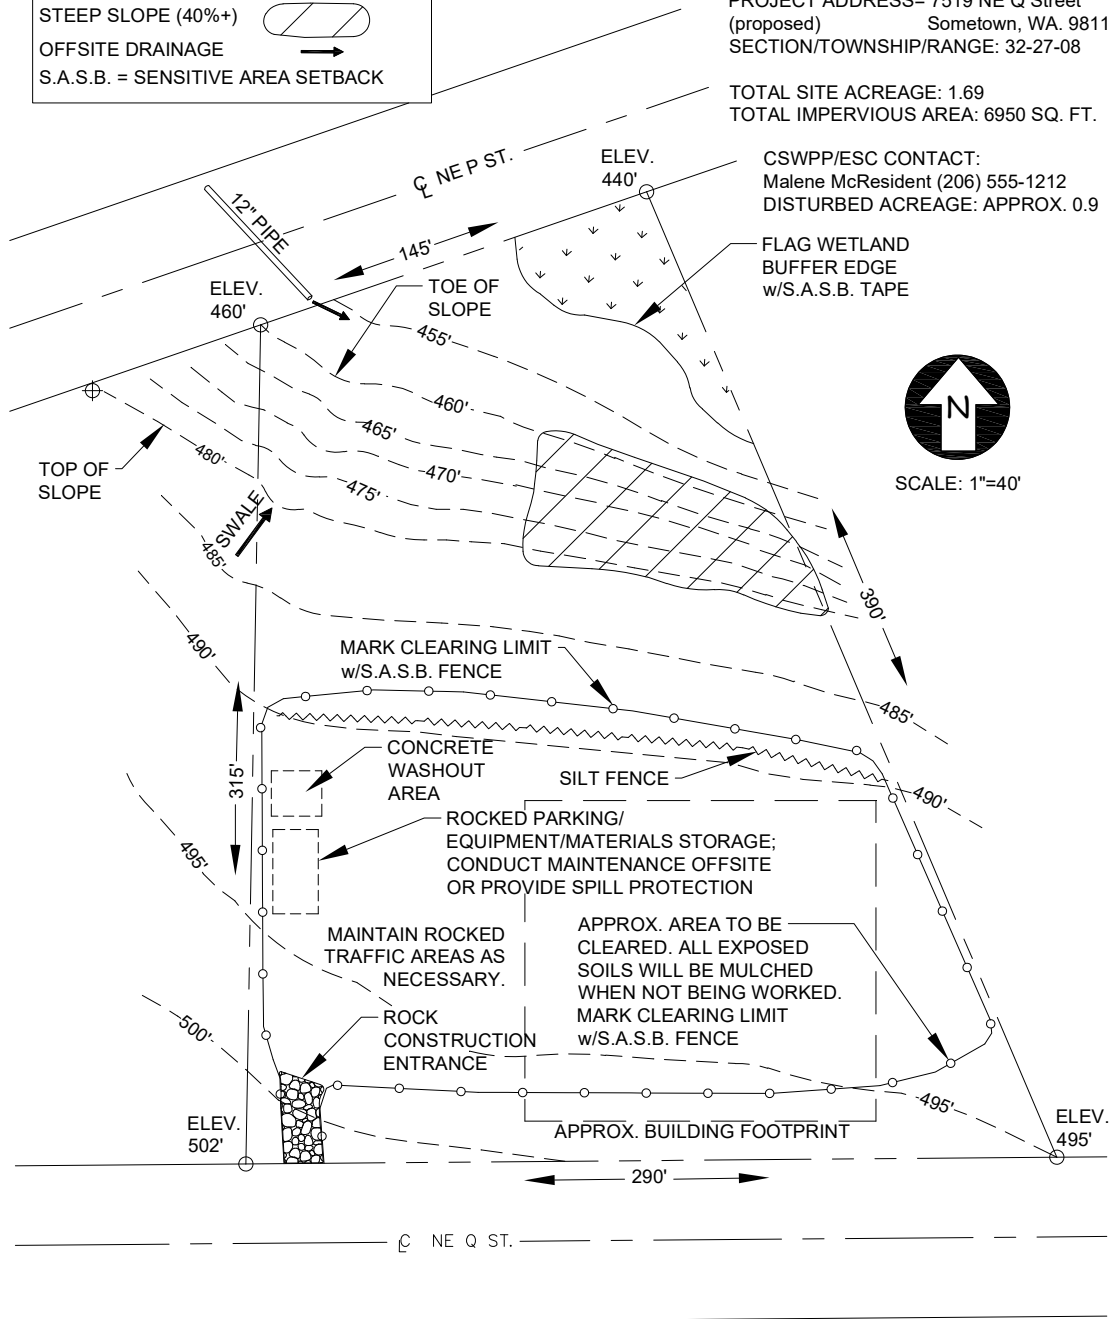 STEEP SLOPE (40%+)
OFFSITE DRAINAGE
S.A.S.B. = SENSITIVE AREA SETBACK
PROJECT ADDRESS= 7519 NE Q Street
(proposed) Sometown, WA. 9811
SECTION/TOWNSHIP/RANGE: 32-27-08
TOTAL SITE ACREAGE: 1.69
TOTAL IMPERVIOUS AREA: 6950 SQ. FT.
CSWPP/ESC CONTACT:
Malene McResident (206) 555-1212
DISTURBED ACREAGE: APPROX. 0.9
℄ NE P ST.
ELEV.
440'
12" PIPE
145'
FLAG WETLAND
BUFFER EDGE
w/S.A.S.B. TAPE
ELEV.
460'
TOE OF
SLOPE
455'
460'
465'
470'
475'
480'
485'
TOP OF
SLOPE
SWALE
N
SCALE: 1"=40'
390'
490'
MARK CLEARING LIMIT
w/S.A.S.B. FENCE
485'
315'
CONCRETE
WASHOUT
AREA
SILT FENCE
490'
ROCKED PARKING/
EQUIPMENT/MATERIALS STORAGE;
CONDUCT MAINTENANCE OFFSITE
OR PROVIDE SPILL PROTECTION
495'
MAINTAIN ROCKED
TRAFFIC AREAS AS
NECESSARY.
APPROX. AREA TO BE
CLEARED. ALL EXPOSED
SOILS WILL BE MULCHED
WHEN NOT BEING WORKED.
MARK CLEARING LIMIT
w/S.A.S.B. FENCE
500'
ROCK
CONSTRUCTION
ENTRANCE
495'
ELEV.
502'
APPROX. BUILDING FOOTPRINT
ELEV.
495'
290'
℄ NE Q ST.